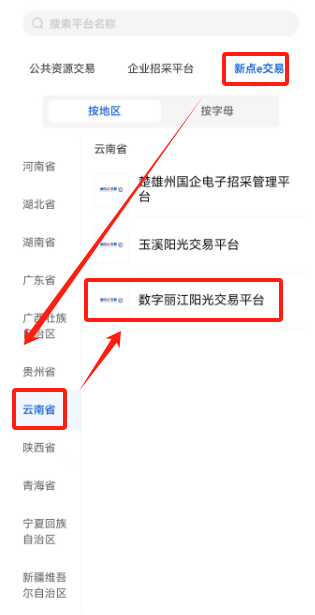 搜索平台名称
公共资源交易 企业招采平台 新点e交易
按地区 按字母
云南省
河南省
湖北省
湖南省
广东省
广西壮族
自治区
贵州省
云南省
陕西省
青海省
宁夏回族
自治区
新疆维吾
尔自治区
楚雄州国企电子招采管理平
台
玉溪阳光交易平台
数字丽江阳光交易平台